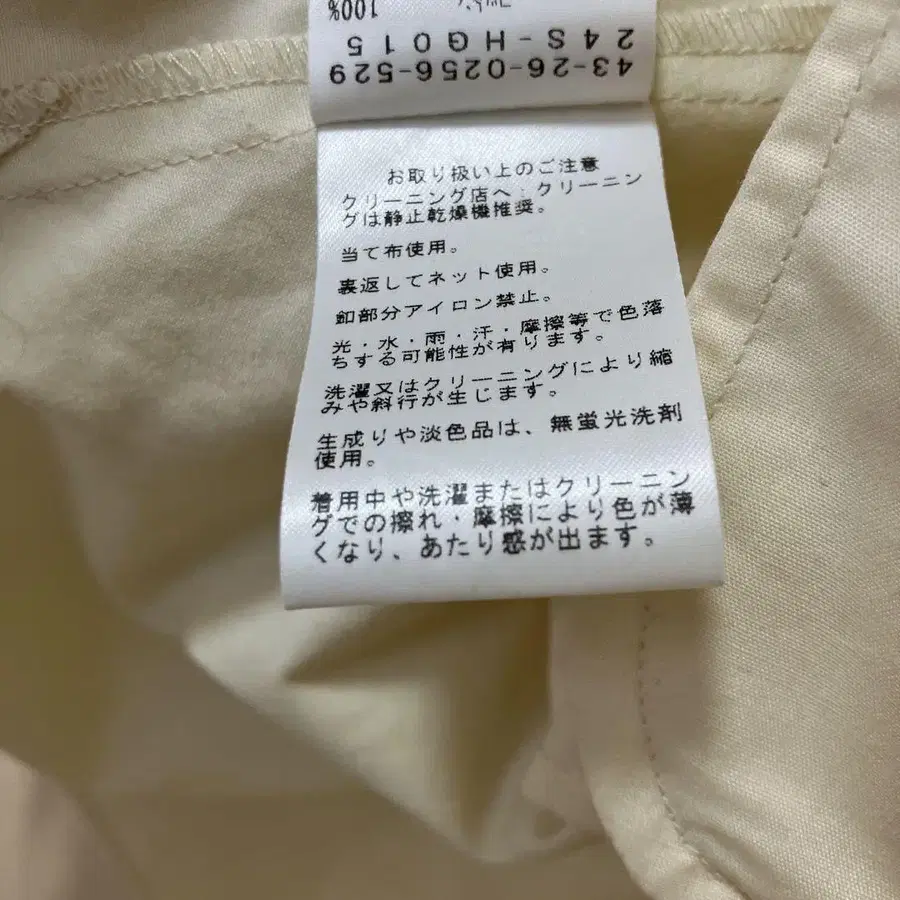 43-26-0256-529
24S-HG015
100%
お取り扱い上のご注意
クリーニング店へ：クリーニン
グは静止乾燥機推奨。
当て布使用。
裏返してネット使用。
釦部分アイロン禁止。
光・水・雨・汗・摩擦等で色落
ちする可能性が有ります。
洗濯又はクリーニングにより縮
みや斜行が生じます。
生成りや淡色品は、無蛍光洗剤
使用。
着用中や洗濯またはクリーニン
グでの擦れ・摩擦により色が薄
くなり、あたり感が出ます。